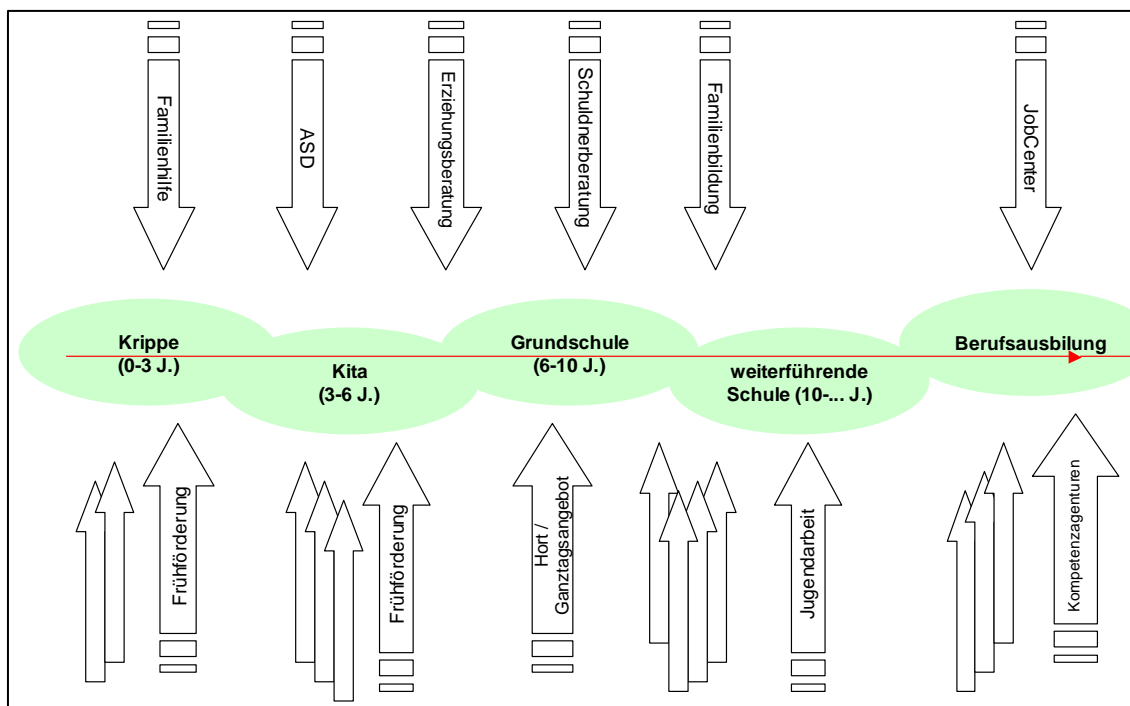 Familienhilfe
ASD
Erziehungsberatung
Schuldnerberatung
Familienbildung
JobCenter
Krippe
(0-3 J.)
Kita
(3-6 J.)
Grundschule
(6-10 J.)
weiterführende
Schule (10-... J.)
Berufsausbilung
Frühförderung
Frühförderung
Hort /
Ganztagsangebot
Jugendarbeit
Kompetenzagenturen